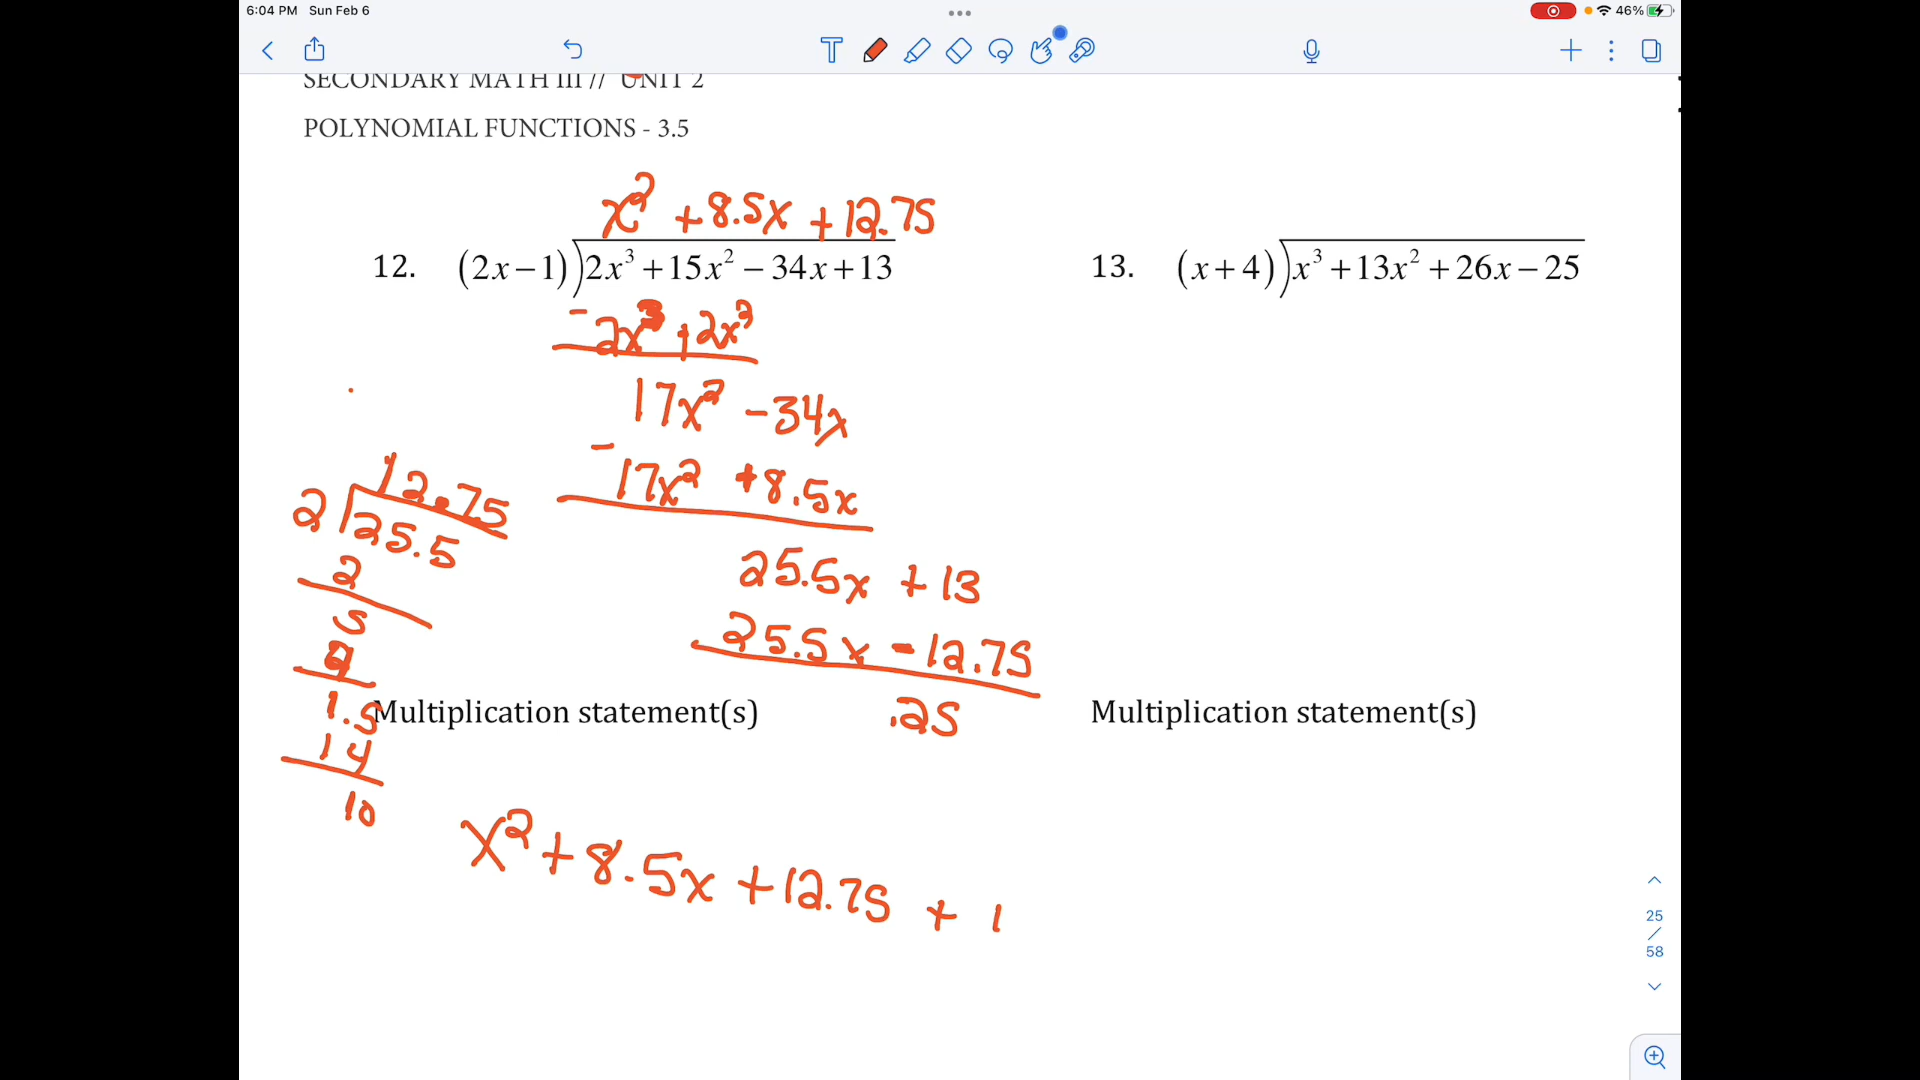 6:04 PM Sun Feb 6
46%
SECONDARY MATH III // UNIT 2
POLYNOMIAL FUNCTIONS - 3.5
x² +8.5x +12.75
12. (2x−1))2x³+15x²−34x+13
13. (x+4))x³+13x²+26x−25
- 2x³ +2x²
17x² -34x
- 17x² +8.5x
12.75
2 25.5
2
5
4
1.5
14
10
25.5x + 13
25.5x - 12.75
.25
Multiplication statement(s)
Multiplication statement(s)
x² + 8.5x + 12.75 + 1
25
/
58